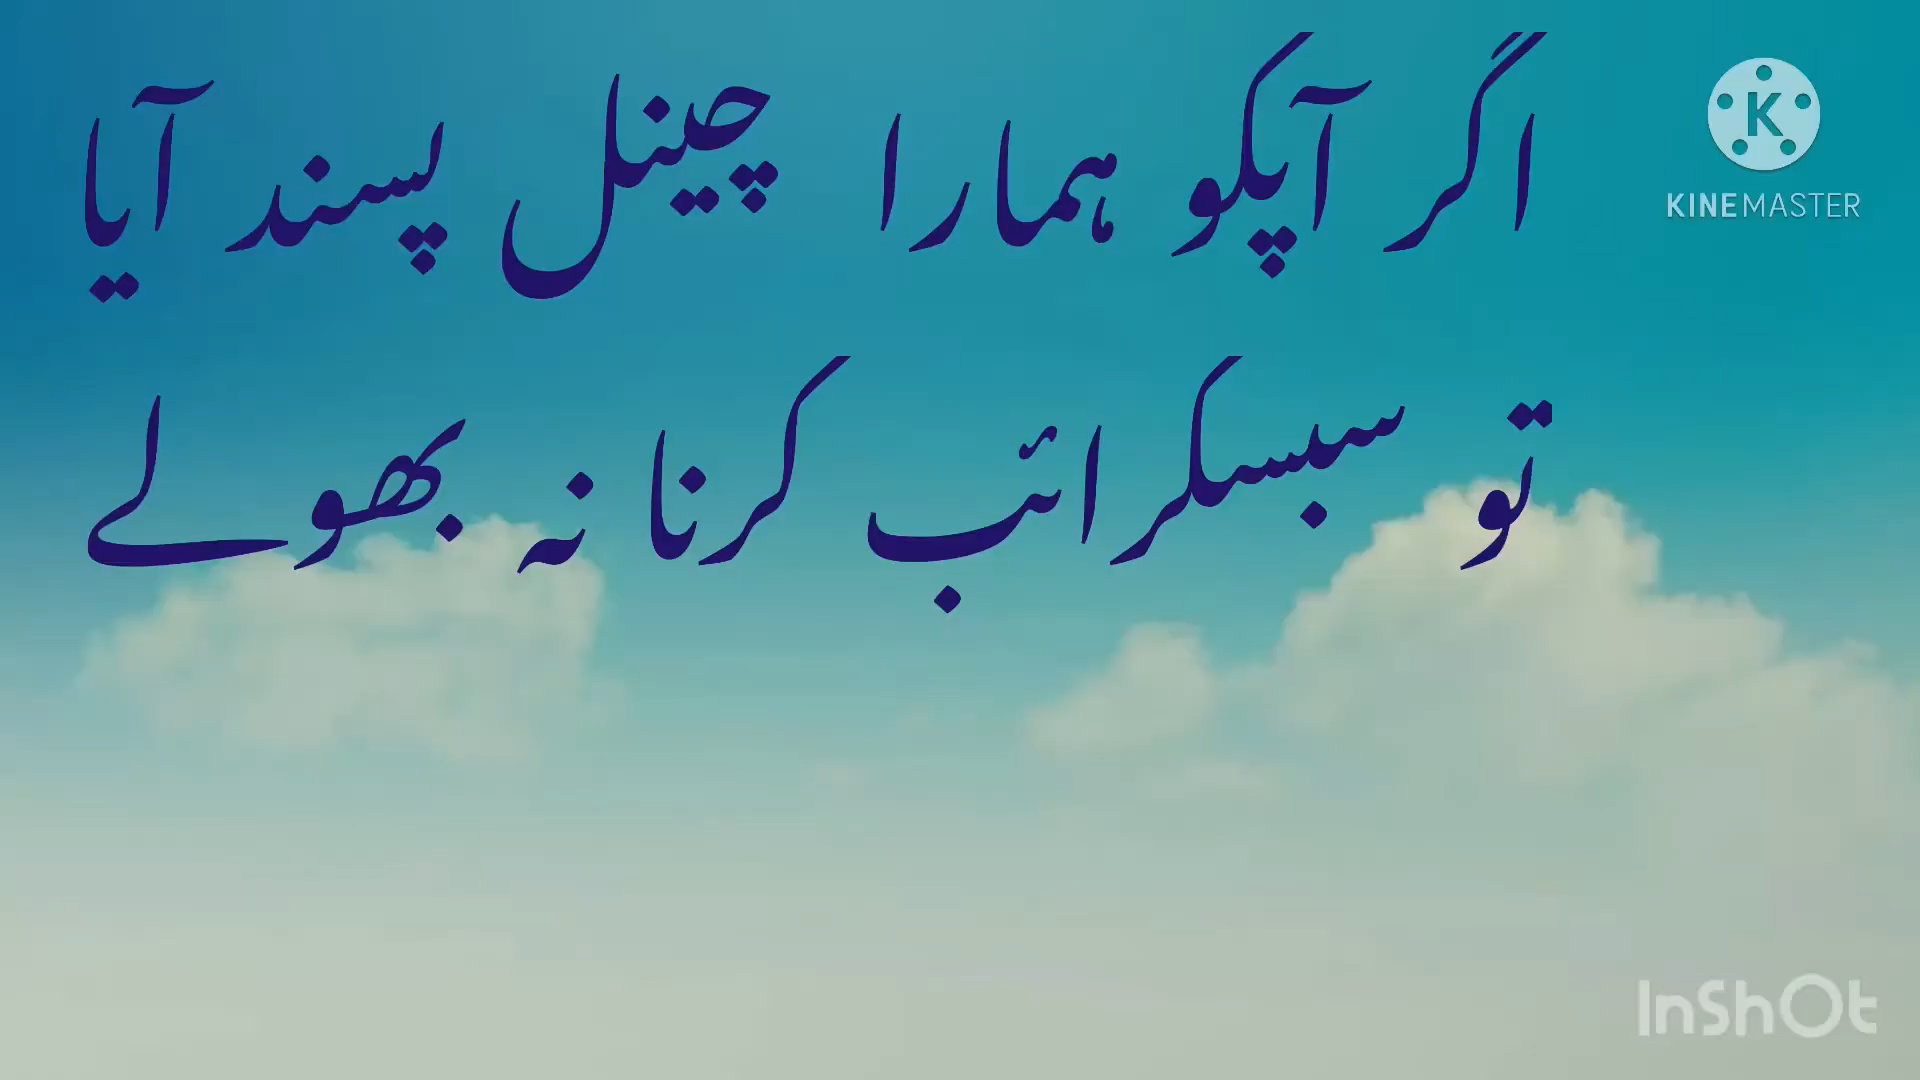 اگر آپکو ہمارا چینل پسند آیا
تو سبسکرائب کرنا نہ بھولے
KINEMASTER
InShOt